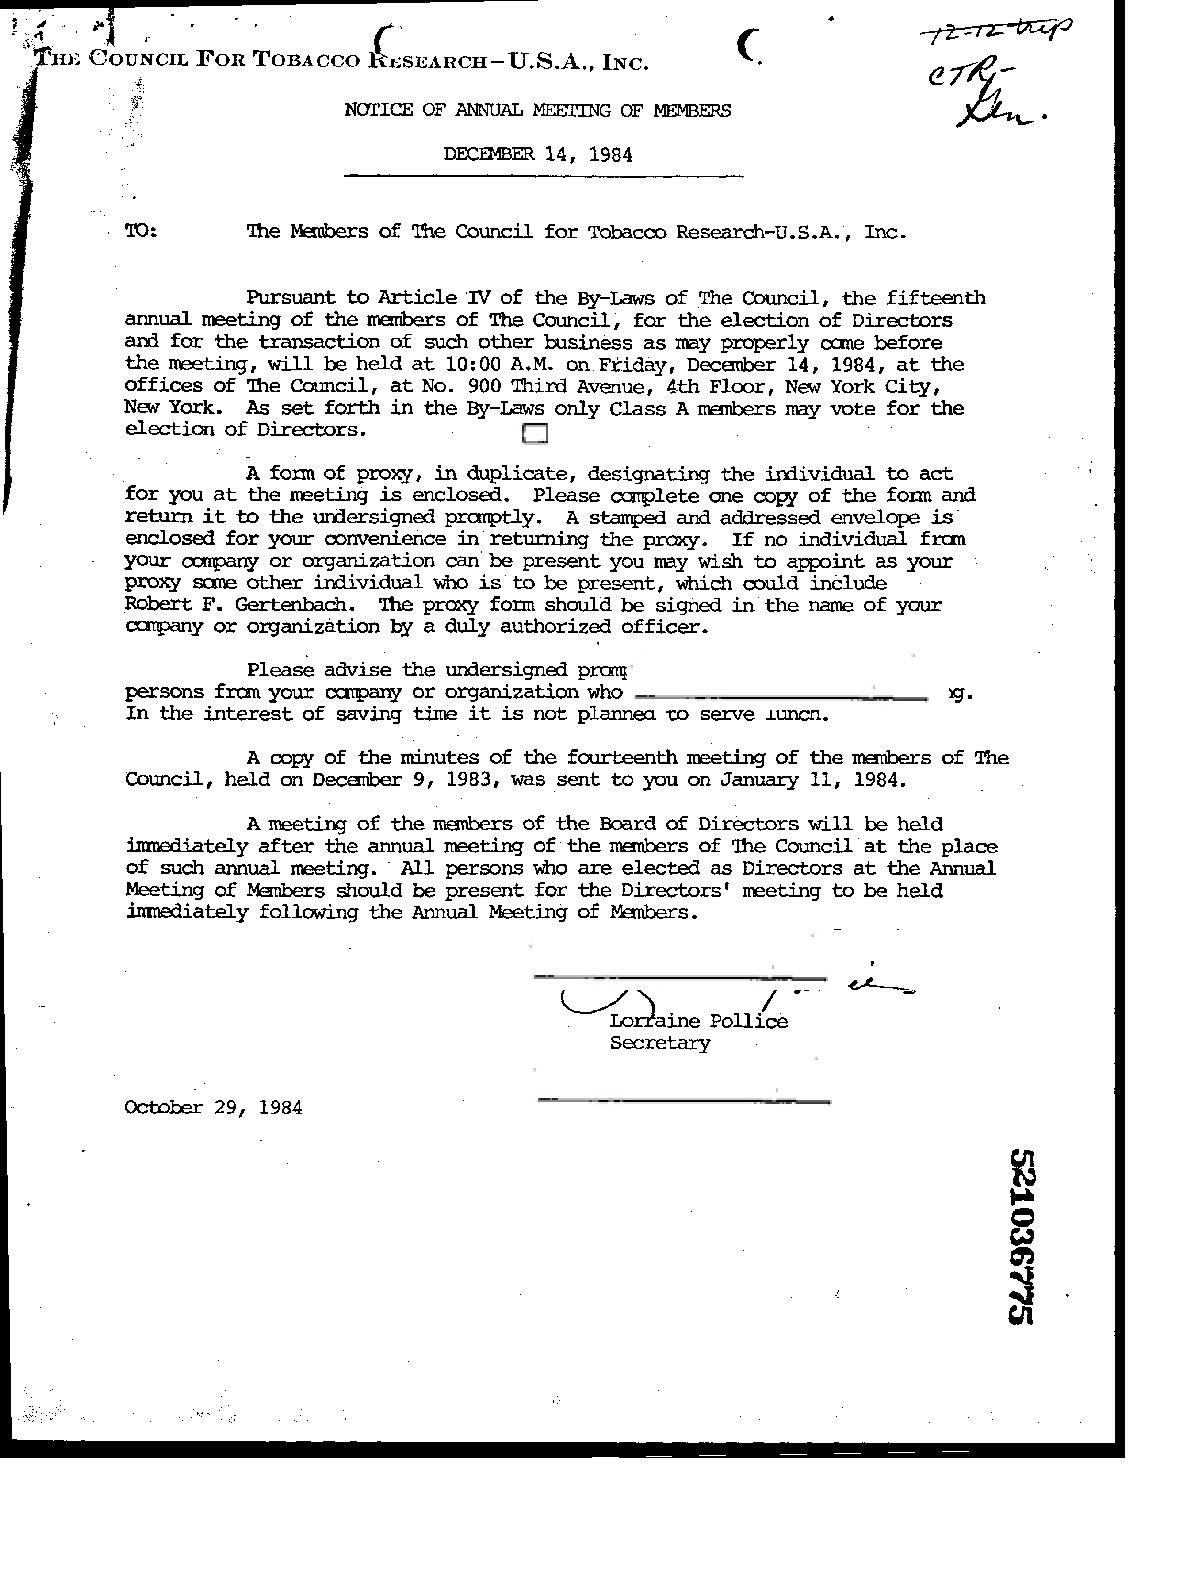 12-12 trip
CTR-
Gen.
THE COUNCIL FOR TOBACCO RESEARCH-U.S.A., INC.
NOTICE OF ANNUAL MEETING OF MEMBERS
DECEMBER 14, 1984
TO: The Members of The Council for Tobacco Research-U.S.A., Inc.
Pursuant to Article IV of the By-Laws of The Council, the fifteenth
annual meeting of the members of The Council, for the election of Directors
and for the transaction of such other business as may properly come before
the meeting, will be held at 10:00 A.M. on Friday, December 14, 1984, at the
offices of The Council, at No. 900 Third Avenue, 4th Floor, New York City,
New York. As set forth in the By-Laws only Class A members may vote for the
election of Directors.
A form of proxy, in duplicate, designating the individual to act
for you at the meeting is enclosed. Please complete one copy of the form and
return it to the undersigned promptly. A stamped and addressed envelope is
enclosed for your convenience in returning the proxy. If no individual from
your company or organization can be present you may wish to appoint as your
proxy some other individual who is to be present, which could include
Robert F. Gertenbach. The proxy form should be signed in the name of your
company or organization by a duly authorized officer.
Please advise the undersigned
persons from your company or organization who
In the interest of saving time it is not planned to serve lunch.
A copy of the minutes of the fourteenth meeting of the members of The
Council, held on December 9, 1983, was sent to you on January 11, 1984.
A meeting of the members of the Board of Directors will be held
immediately after the annual meeting of the members of The Council at the place
of such annual meeting. All persons who are elected as Directors at the Annual
Meeting of Members should be present for the Directors' meeting to be held
immediately following the Annual Meeting of Members.
Lorraine Pollice
Secretary
October 29, 1984
521036775